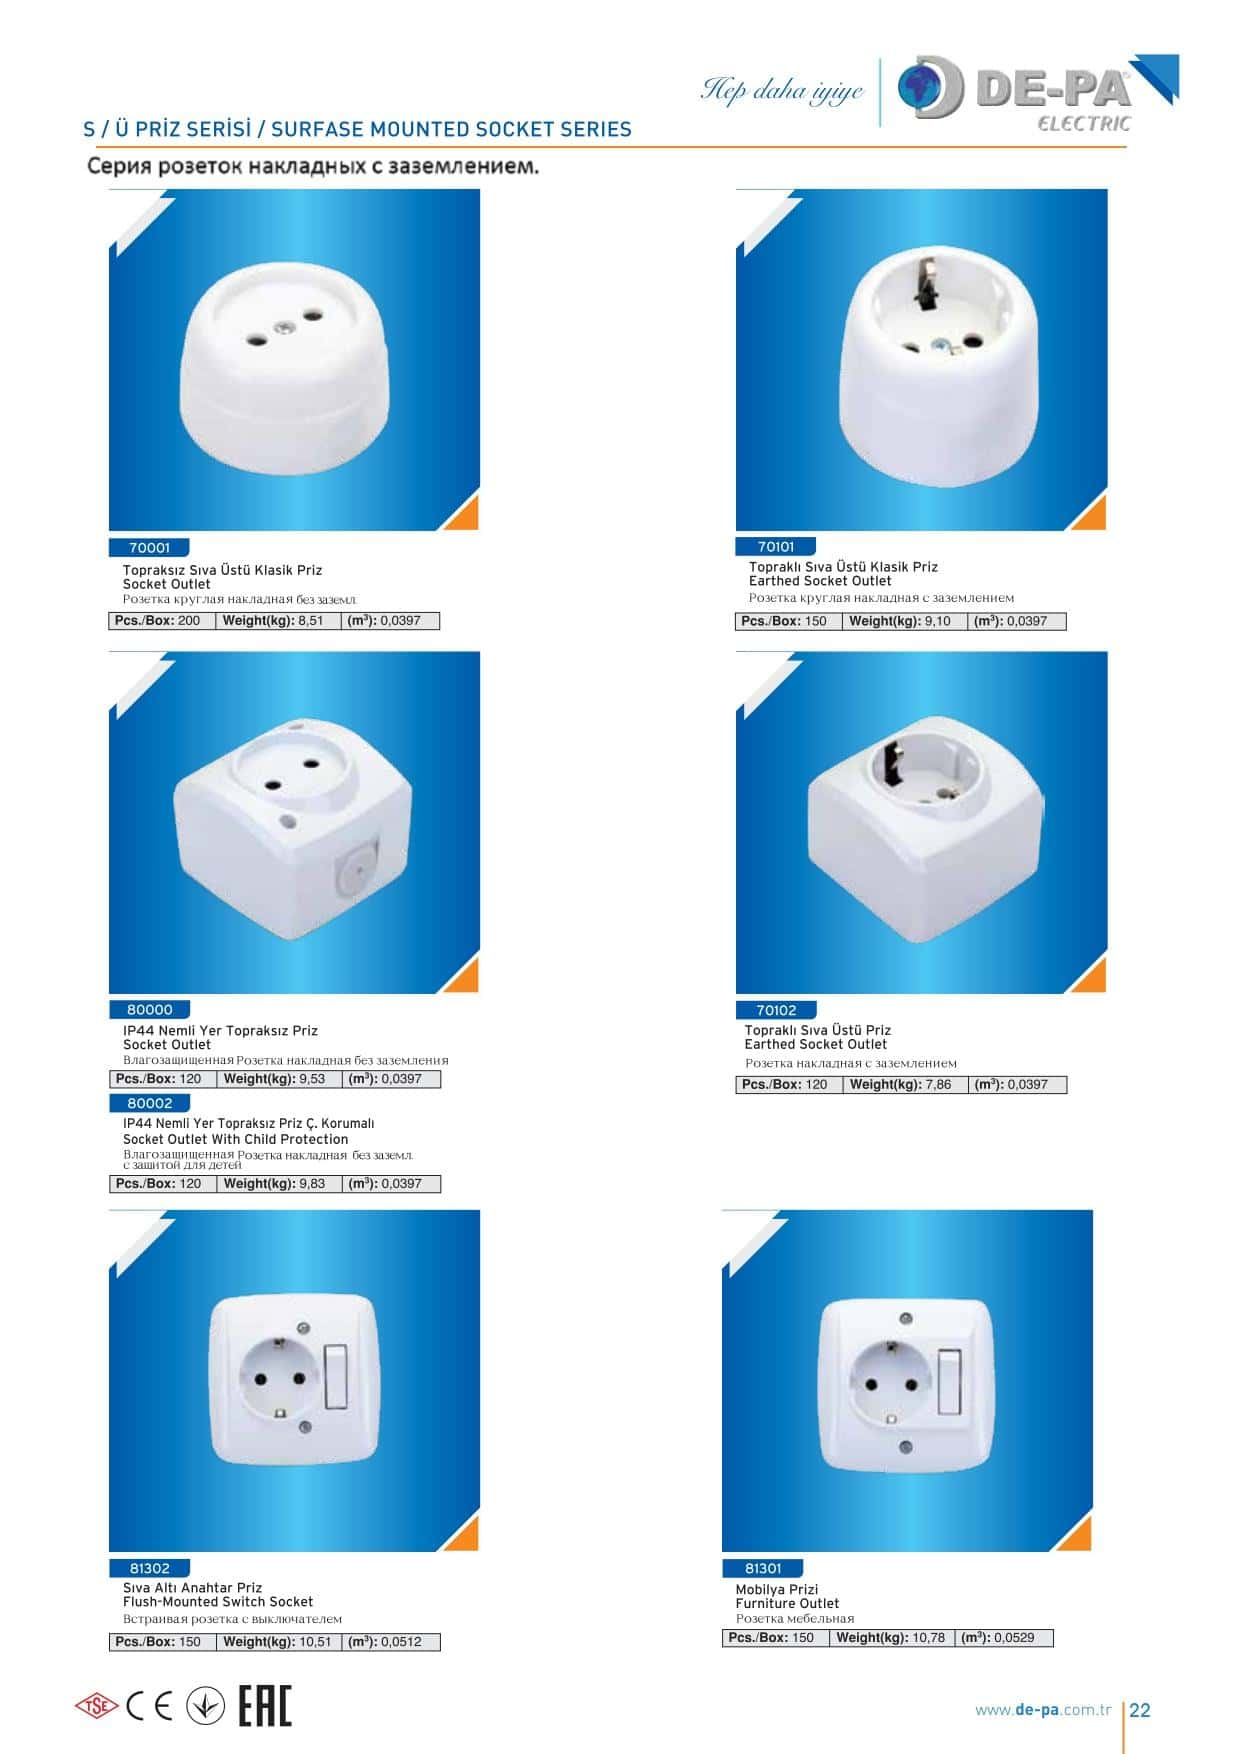 Hep daha iyiye
DE-PA
ELECTRIC
S / Ü PRİZ SERİSİ / SURFASE MOUNTED SOCKET SERIES
Серия розеток накладных с заземлением.
70001
Topraksız Sıva Üstü Klasik Priz
Socket Outlet
Розетка круглая накладная без заземл.
Pcs./Box: 200 Weight(kg): 8,51 (m³): 0,0397
70101
Topraklı Sıva Üstü Klasik Priz
Earthed Socket Outlet
Розетка круглая накладная с заземлением
Pcs./Box: 150 Weight(kg): 9,10 (m³): 0,0397
80000
IP44 Nemli Yer Topraksız Priz
Socket Outlet
Влагозащищенная Розетка накладная без заземления
Pcs./Box: 120 Weight(kg): 9,53 (m³): 0,0397
80002
IP44 Nemli Yer Topraksız Priz Ç. Korumalı
Socket Outlet With Child Protection
Влагозащищенная Розетка накладная без зазeмл.
с защитой для детей
Pcs./Box: 120 Weight(kg): 9,83 (m³): 0,0397
70102
Topraklı Sıva Üstü Priz
Earthed Socket Outlet
Розетка накладная с заземлением
Pcs./Box: 120 Weight(kg): 7,86 (m³): 0,0397
81302
Sıva Altı Anahtar Priz
Flush-Mounted Switch Socket
Встраивая розетка с выключателем
Pcs./Box: 150 Weight(kg): 10,51 (m³): 0,0512
81301
Mobilya Prizi
Furniture Outlet
Розетка мебельная
Pcs./Box: 150 Weight(kg): 10,78 (m³): 0,0529
TSE CE EAC
www.de-pa.com.tr 22